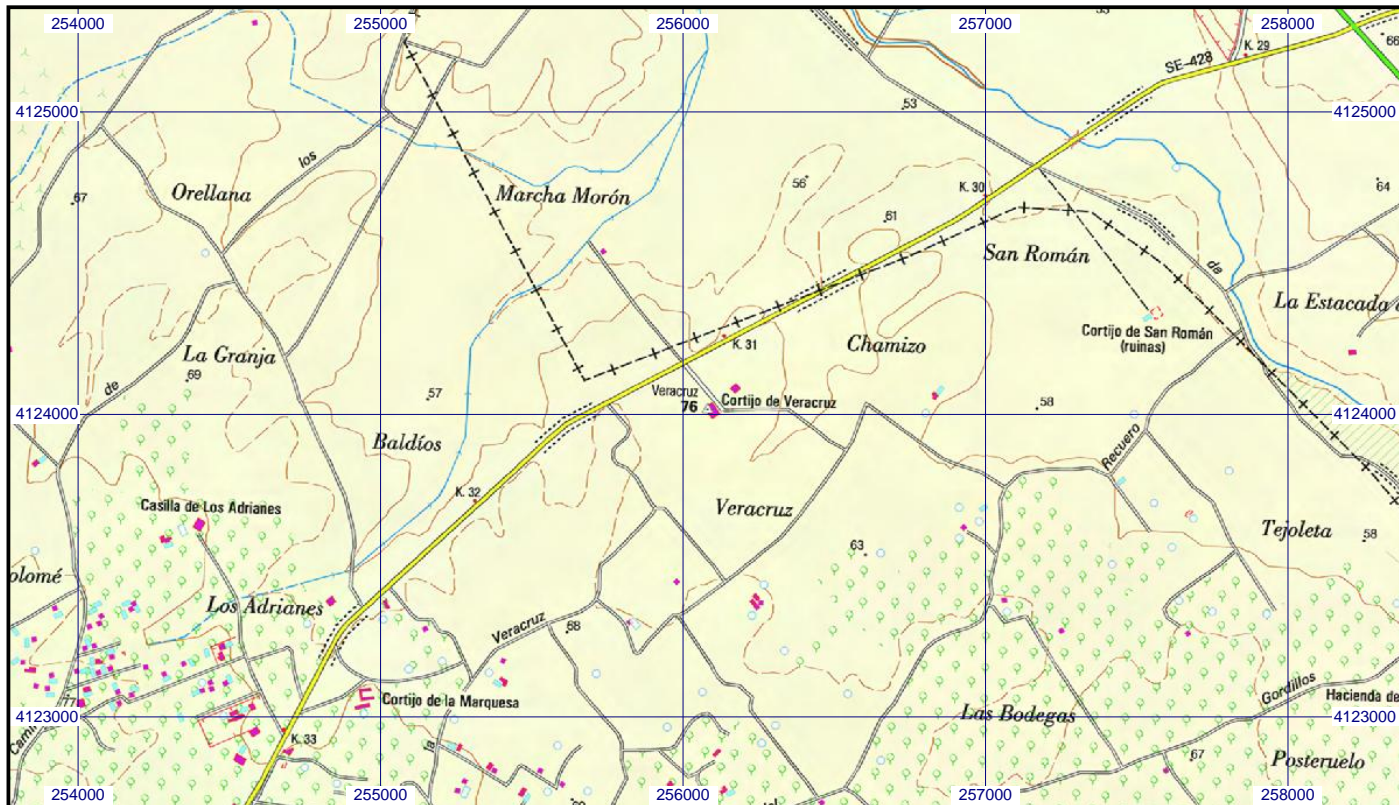 254000
255000
256000
257000
258000
K. 29
66
SE-428
4125000
4125000
53
los
67
Orellana
Marcha Morón
56
K. 30
64
61
San Román
de
La Estacada
La Granja
Cortijo de San Román
(ruinas)
K. 31
Chamizo
de
69
57
Veracruz
76
Cortijo de Veracruz
58
4124000
4124000
Baldíos
Recuero
K. 32
Casilla de Los Adrianes
Veracruz
Tejoleta
58
63
olomé
Los Adrianes
Veracruz
68
77
Cortijo de la Marquesa
Gordillos
Hacienda de
4123000
4123000
Las Bodegas
K. 33
la
67
Posteruelo
254000
255000
256000
257000
258000